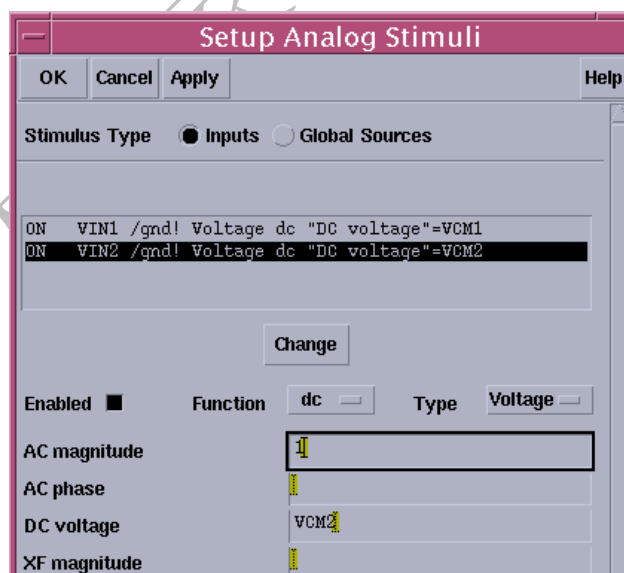 Setup Analog Stimuli
OK Cancel Apply Help
Stimulus Type Inputs Global Sources
ON VIN1 /gnd! Voltage dc "DC voltage"=VCM1
ON VIN2 /gnd! Voltage dc "DC voltage"=VCM2
Change
Enabled Function dc Type Voltage
AC magnitude 1
AC phase
DC voltage VCM2
XF magnitude